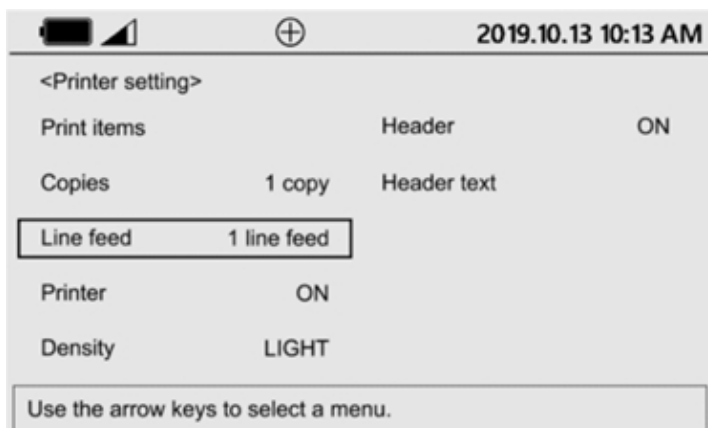 2019.10.13 10:13 AM
<Printer setting>
Print items
Header ON
Copies 1 copy
Header text
Line feed 1 line feed
Printer ON
Density LIGHT
Use the arrow keys to select a menu.